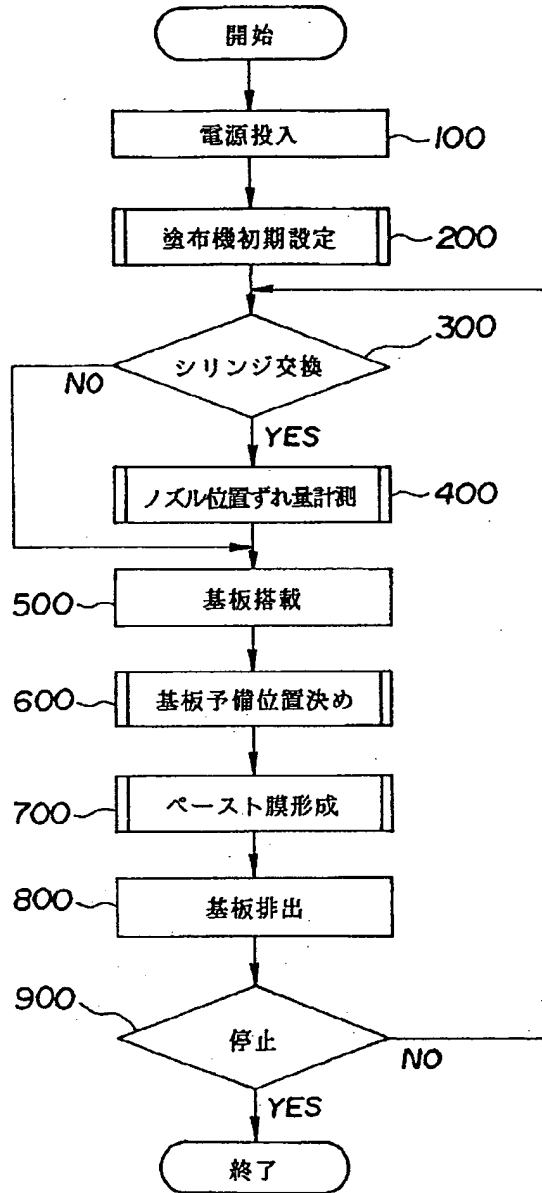 開始
電源投入
100
塗布機初期設定
200
300
シリンジ交換
NO
YES
ノズル位置ずれ量計測
400
500
基板搭載
600
基板予備位置決め
700
ペースト膜形成
800
基板排出
900
停止
NO
YES
終了